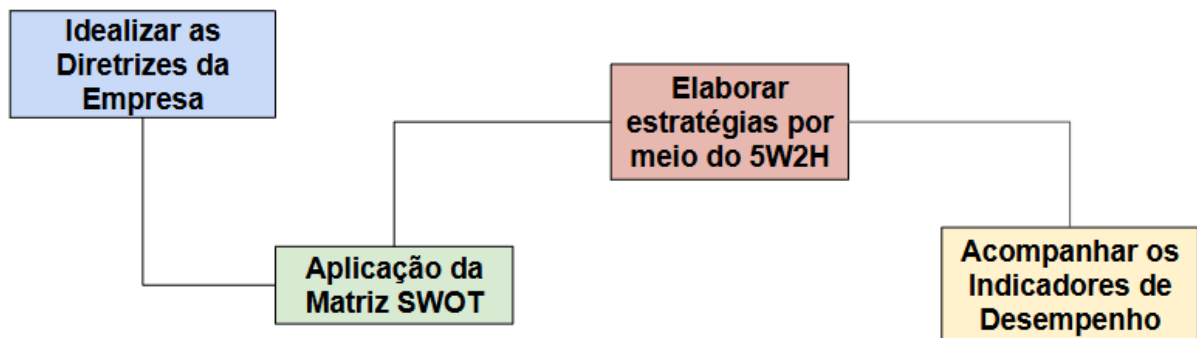 Idealizar as
Diretrizes da
Empresa
Aplicação da
Matriz SWOT
Elaborar
estratégias por
meio do 5W2H
Acompanhar os
Indicadores de
Desempenho